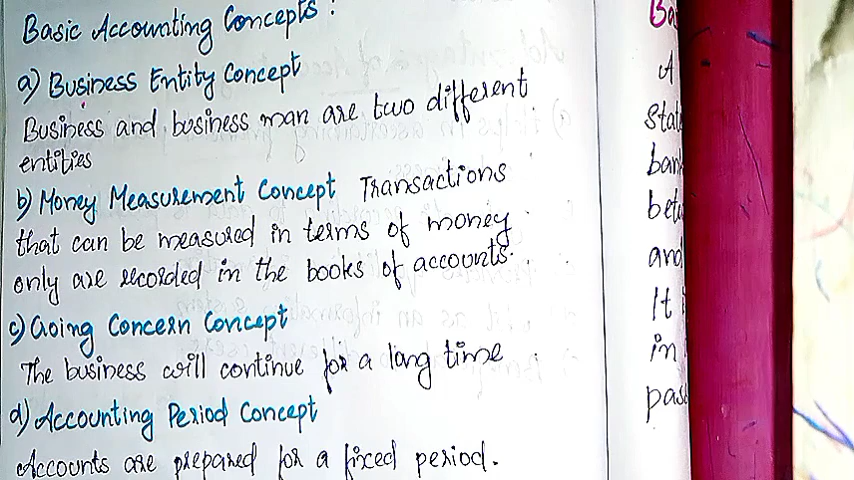 Basic Accounting Concepts:
a) Business Entity Concept
Business and business man are two different
entities
b) Money Measurement Concept Transactions
that can be measured in terms of money
only are recorded in the books of accounts.
c) Going Concern Concept
The business will continue for a long time
d) Accounting Period Concept
Accounts are prepared for a fixed period.
Ba
A
stat
ban
betw
and
It
in
pass